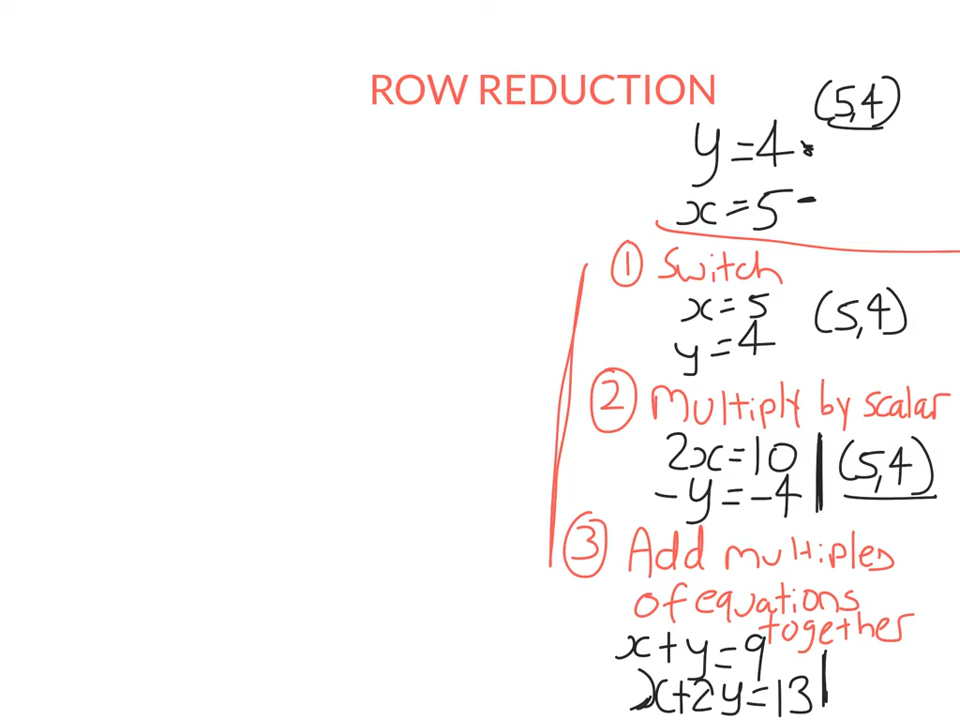 ROW REDUCTION
(5,4)
y=4
x=5
① Switch
x=5
y=4
(5,4)
② Multiply by scalar
2x=10
-y=-4
(5,4)
③ Add multiples
of equations
together
x+y=9
x+2y=13